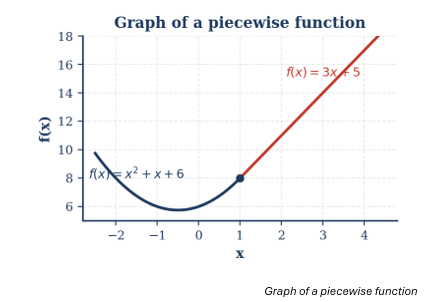 Graph of a piecewise function
18
16
14
12
10
8
6
f(x)
f(x) = 3x + 5
f(x) = x² + x + 6
−2 −1 0 1 2 3 4
x
Graph of a piecewise function